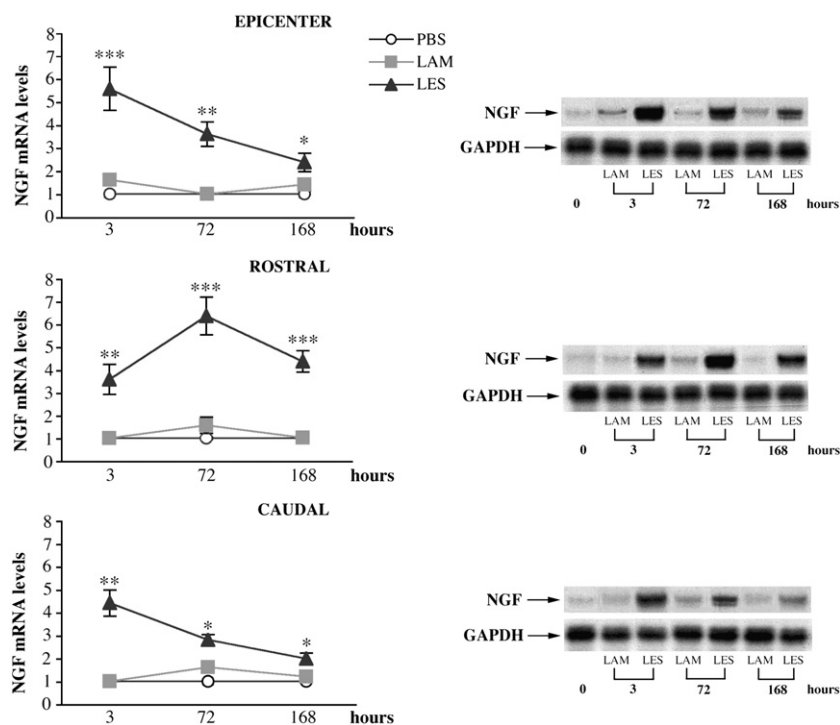 EPICENTER
NGF mRNA levels
8
7
6
5
4
3
2
1
0
***
**
*
3 72 168 hours
PBS
LAM
LES
NGF
GAPDH
LAM LES LAM LES LAM LES
0 3 72 168 hours
ROSTRAL
NGF mRNA levels
8
7
6
5
4
3
2
1
0
**
***
***
3 72 168 hours
NGF
GAPDH
LAM LES LAM LES LAM LES
0 3 72 168 hours
CAUDAL
NGF mRNA levels
8
7
6
5
4
3
2
1
0
**
*
*
3 72 168 hours
NGF
GAPDH
LAM LES LAM LES LAM LES
0 3 72 168 hours